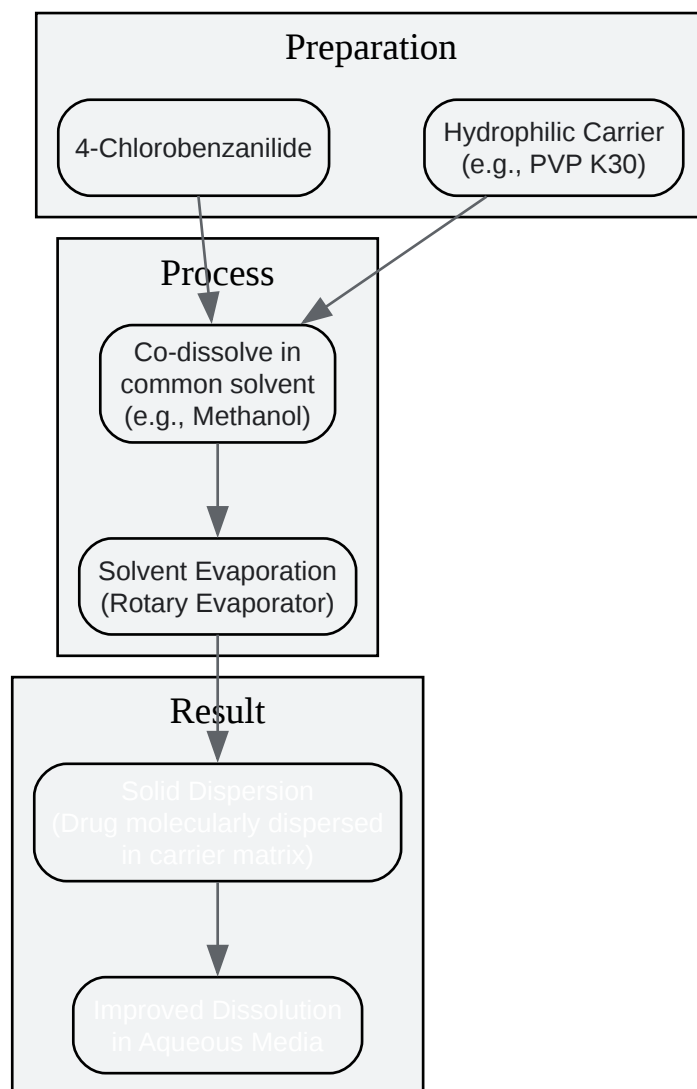 Preparation
4-Chlorobenzanilide
Hydrophilic Carrier
(e.g., PVP K30)
Process
Co-dissolve in
common solvent
(e.g., Methanol)
Solvent Evaporation
(Rotary Evaporator)
Result
Solid Dispersion
(Drug molecularly dispersed
in carrier matrix)
Improved Dissolution
in Aqueous Media